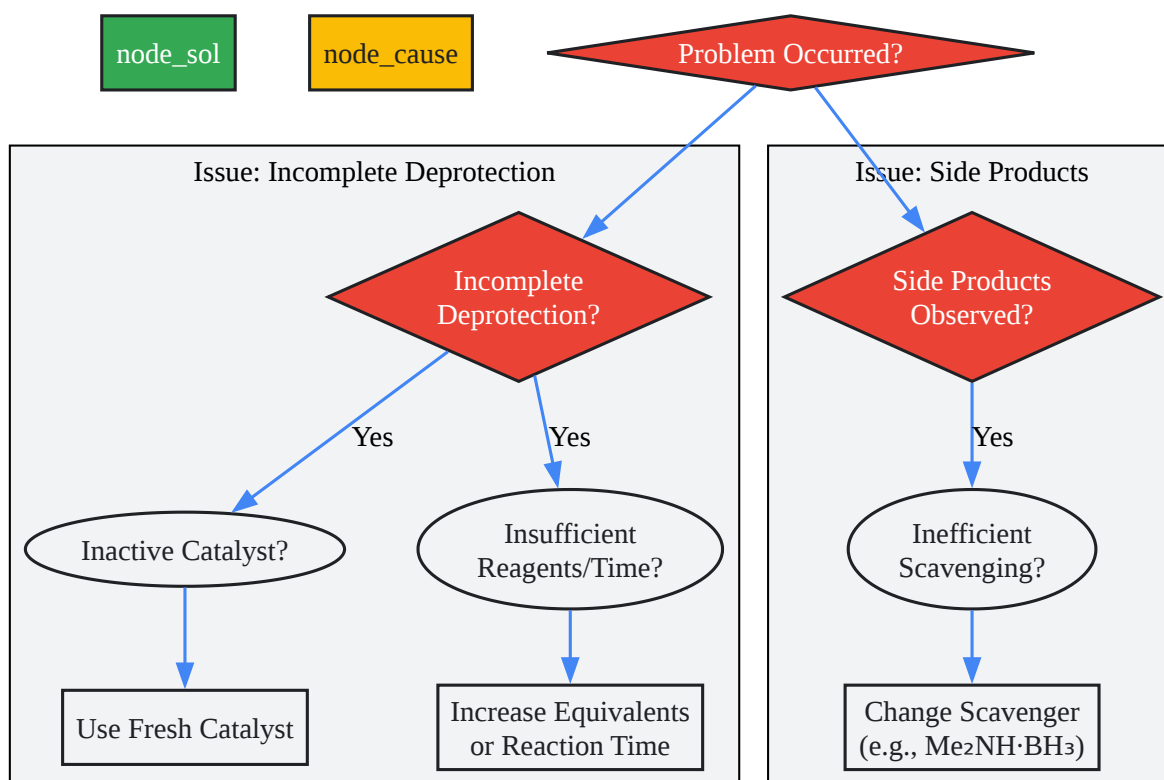 node_sol
node_cause
Problem Occurred?
Issue: Incomplete Deprotection
Issue: Side Products
Incomplete
Deprotection?
Side Products
Observed?
Yes
Yes
Yes
Inactive Catalyst?
Insufficient
Reagents/Time?
Inefficient
Scavenging?
Use Fresh Catalyst
Increase Equivalents
or Reaction Time
Change Scavenger
(e.g., Me₂NH·BH₃)